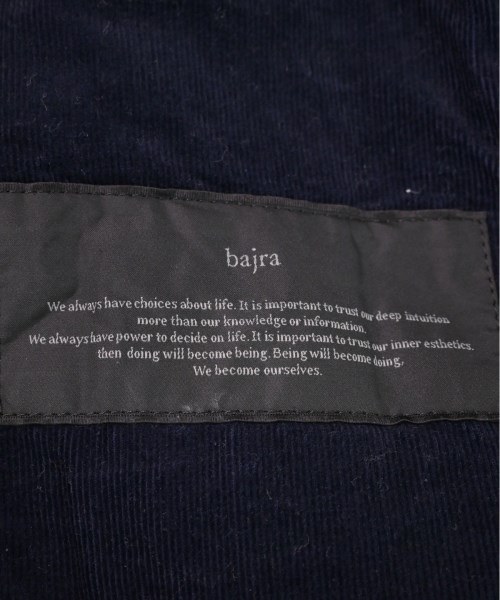 bajra
We always have choices about life. It is important to trust our deep intuition
more than our knowledge or information.
We always have power to decide on life. It is important to trust our inner esthetics.
then doing will become being. Being will become doing,
We become ourselves.